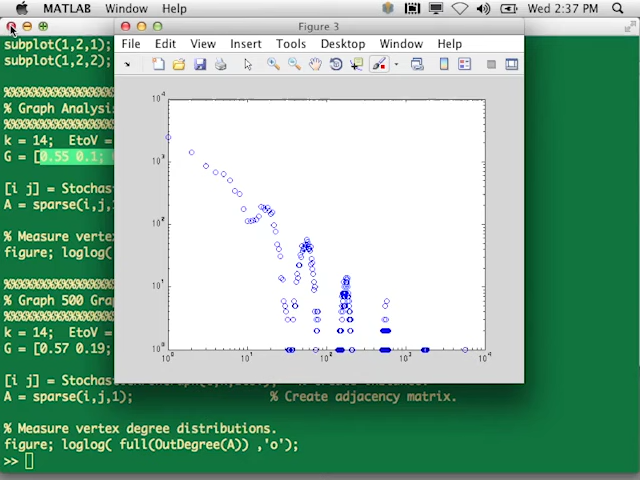 MATLAB Window Help Wed 2:37 PM
Figure 3
File Edit View Insert Tools Desktop Window Help
subplot(1,2,1);
subplot(1,2,2);
% Graph Analysis
k = 14; EtoV =
G = [0.55 0.1;
[i j] = Stochast
A = sparse(i,j,1
% Measure vertex
figure; loglog(
% Graph 500 Grap
k = 14; EtoV =
G = [0.57 0.19;
[i j] =
A = sparse(i,j,1); % Create adjacency matrix.
% Measure vertex degree distributions.
figure; loglog( full(OutDegree(A)) ,'o');
>>
10^4
10^3
10^2
10^1
10^0
10^0 10^1 10^2 10^3 10^4